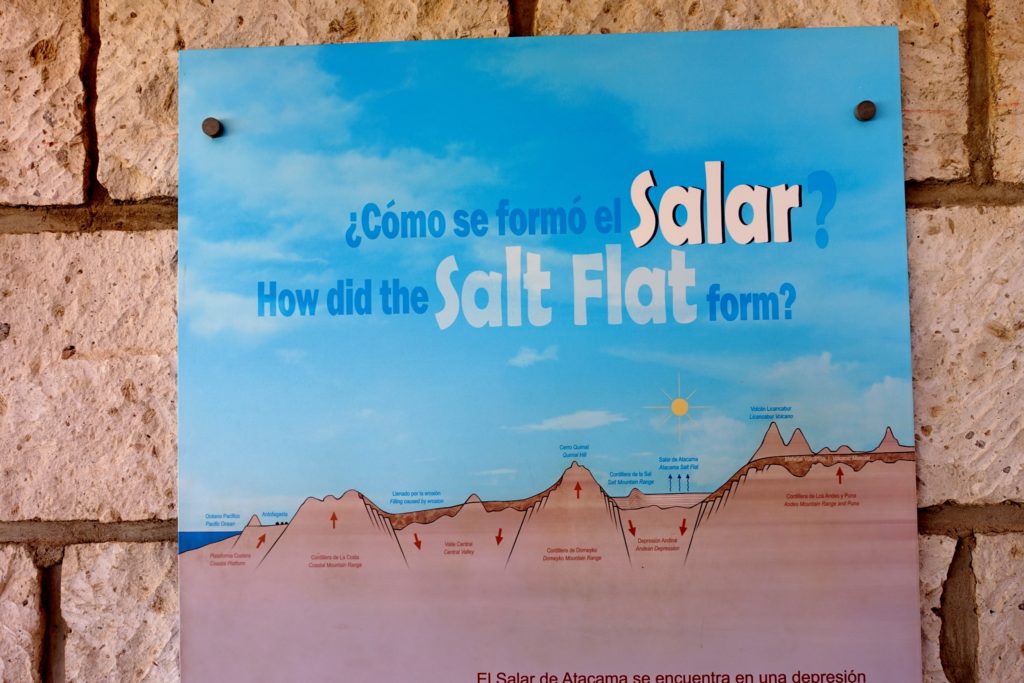 ¿Cómo se formó el Salar?
How did the Salt Flat form?
Volcán Licancabur
Licancabur Volcano
Cerro Quimal
Quimal Hill
Salar de Atacama
Atacama Salt Flat
Cordillera de la Sal
Salt Mountain Range
Llenado por la erosión
Filling caused by erosion
Océano Pacífico
Pacific Ocean
Antofagasta
Plataforma Costera
Coastal Platform
Cordillera de La Costa
Coastal Mountain Range
Valle Central
Central Valley
Cordillera de Domeyko
Domeyko Mountain Range
Depresión Andina
Andean Depression
Cordillera de Los Andes y Puna
Andes Mountain Range and Puna
El Salar de Atacama se encuentra en una depresión